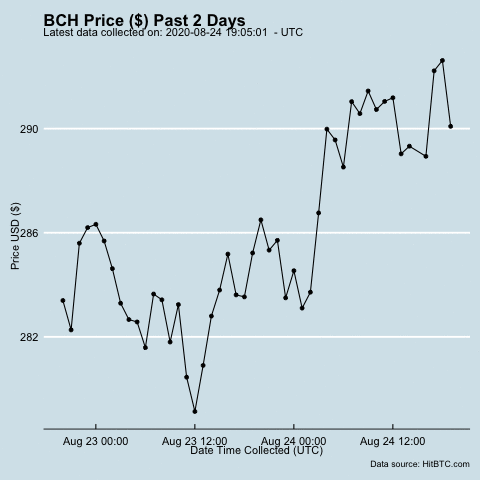 BCH Price ($) Past 2 Days
Latest data collected on: 2020-08-24 19:05:01 - UTC
290
286
282
Price USD ($)
Aug 23 00:00
Aug 23 12:00
Aug 24 00:00
Aug 24 12:00
Date Time Collected (UTC)
Data source: HitBTC.com